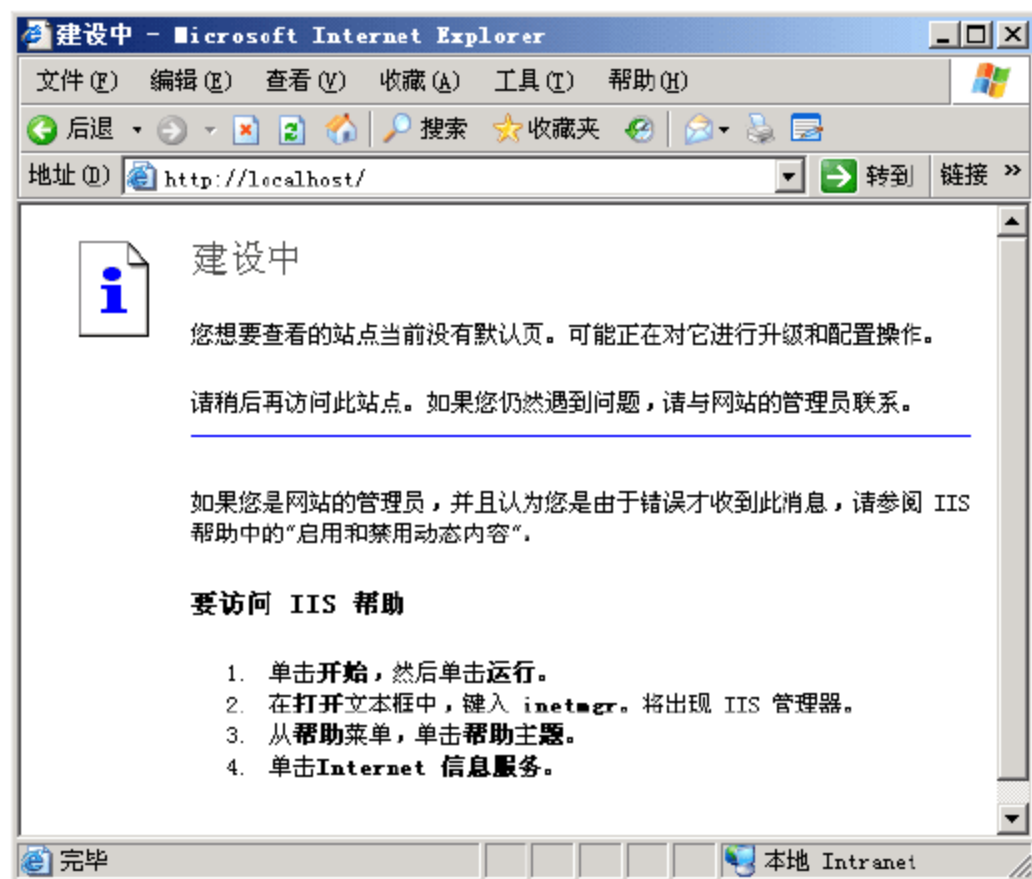 建设中 - Microsoft Internet Explorer
文件(F) 编辑(E) 查看(V) 收藏(A) 工具(T) 帮助(H)
后退 搜索 收藏夹
地址(D) http://localhost/ 转到 链接 »
建设中
您想要查看的站点当前没有默认页。可能正在对它进行升级和配置操作。
请稍后再访问此站点。如果您仍然遇到问题，请与网站的管理员联系。
如果您是网站的管理员，并且认为您是由于错误才收到此消息，请参阅 IIS
帮助中的“启用和禁用动态内容”。
要访问 IIS 帮助
1. 单击开始，然后单击运行。
2. 在打开文本框中，键入 inetmgr。将出现 IIS 管理器。
3. 从帮助菜单，单击帮助主题。
4. 单击Internet 信息服务。
完毕 本地 Intranet